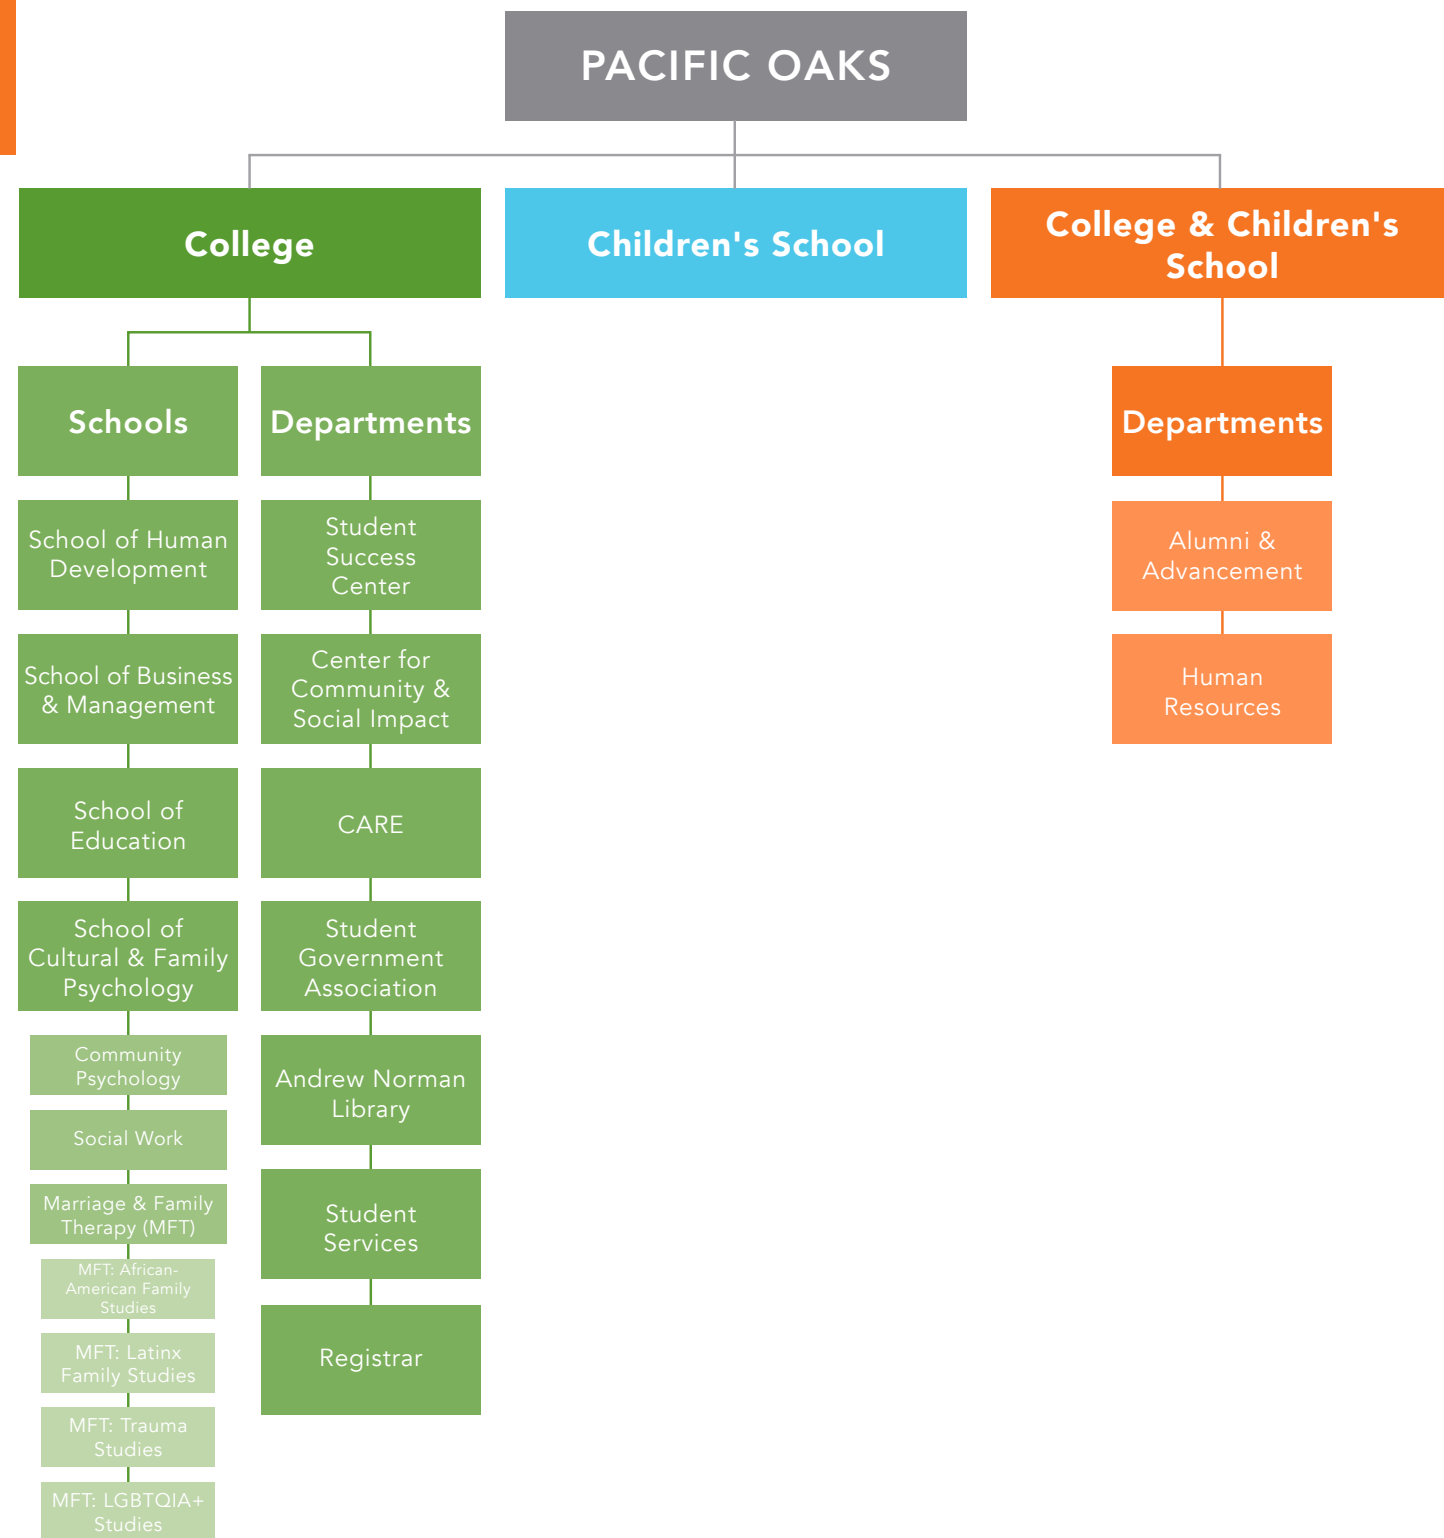 PACIFIC OAKS
College
Children's School
College & Children's
School
Schools
Departments
Departments
School of Human
Development
School of Business
& Management
School of
Education
School of
Cultural & Family
Psychology
Community
Psychology
Social Work
Marriage & Family
Therapy (MFT)
MFT: African-
American Family
Studies
MFT: Latinx
Family Studies
MFT: Trauma
Studies
MFT: LGBTQIA+
Studies
Student
Success
Center
Center for
Community &
Social Impact
CARE
Student
Government
Association
Andrew Norman
Library
Student
Services
Registrar
Alumni &
Advancement
Human
Resources